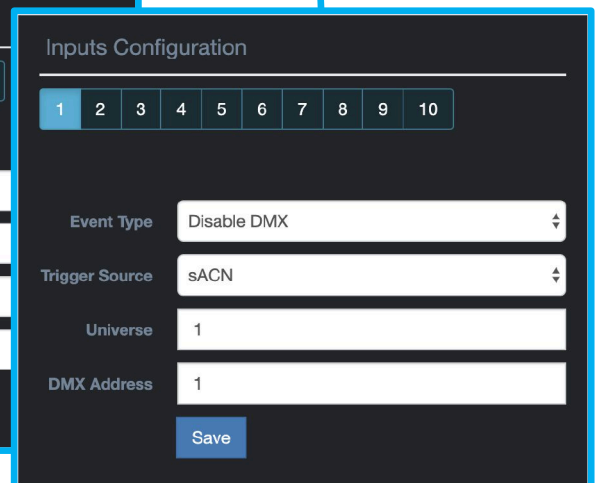 Inputs Configuration
1 2 3 4 5 6 7 8 9 10
Event Type Disable DMX
Trigger Source sACN
Universe 1
DMX Address 1
Save